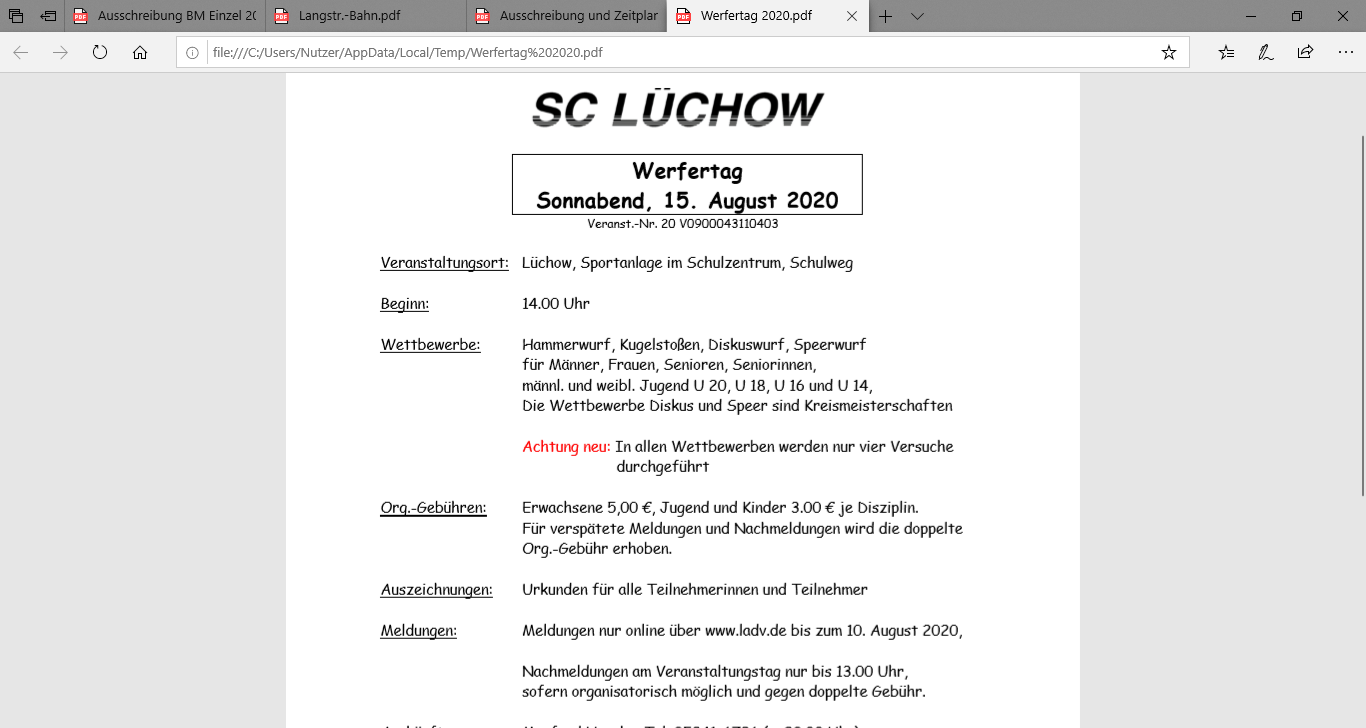 Ausschreibung BM Einzel 20
Langstr.-Bahn.pdf
Ausschreibung und Zeitplar
Werfertag 2020.pdf
file:///C:/Users/Nutzer/AppData/Local/Temp/Werfertag%202020.pdf
SC LÜCHOW
Werfertag
Sonnabend, 15. August 2020
Veranst.-Nr. 20 V0900043110403
Veranstaltungsort: Lüchow, Sportanlage im Schulzentrum, Schulweg
Beginn: 14.00 Uhr
Wettbewerbe: Hammerwurf, Kugelstoßen, Diskuswurf, Speerwurf
für Männer, Frauen, Senioren, Seniorinnen,
männl. und weibl. Jugend U 20, U 18, U 16 und U 14,
Die Wettbewerbe Diskus und Speer sind Kreismeisterschaften
Achtung neu: In allen Wettbewerben werden nur vier Versuche
durchgeführt
Org.-Gebühren: Erwachsene 5,00 €, Jugend und Kinder 3.00 € je Disziplin.
Für verspätete Meldungen und Nachmeldungen wird die doppelte
Org.-Gebühr erhoben.
Auszeichnungen: Urkunden für alle Teilnehmerinnen und Teilnehmer
Meldungen: Meldungen nur online über www.ladv.de bis zum 10. August 2020,
Nachmeldungen am Veranstaltungstag nur bis 13.00 Uhr,
sofern organisatorisch möglich und gegen doppelte Gebühr.